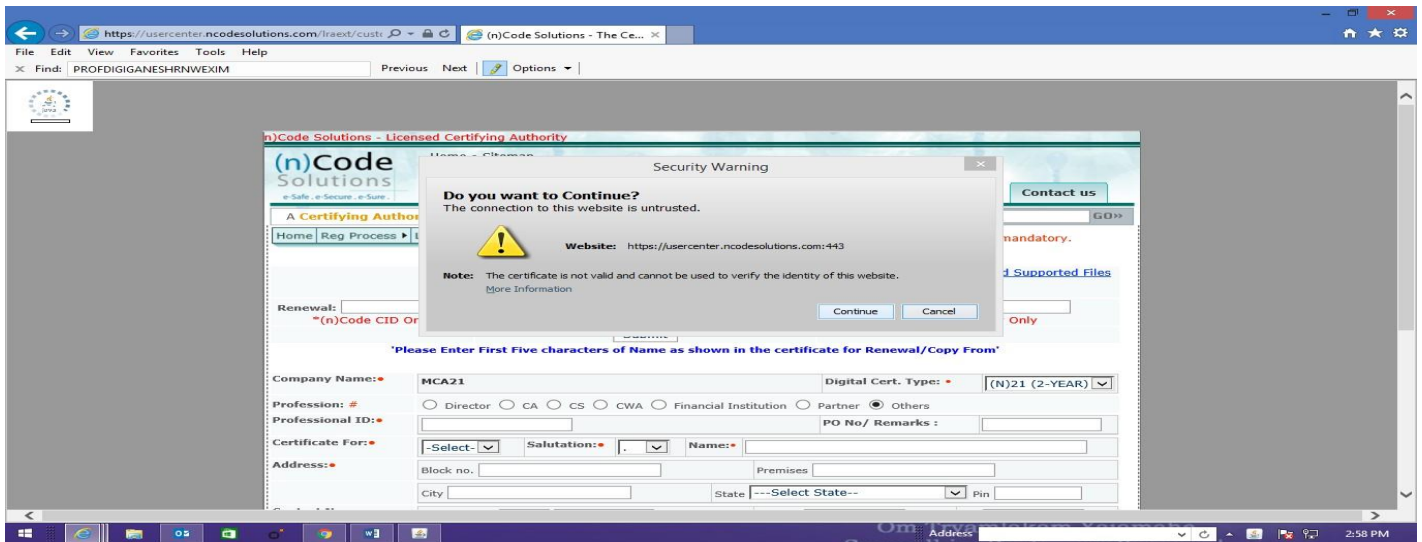 https://usercenter.ncodesolutions.com/lraext/custo
(n)Code Solutions - The Ce...
File Edit View Favorites Tools Help
Find: PROFDIGIGANESHRNWEXIM Previous Next Options
Java
n)Code Solutions - Licensed Certifying Authority
(n)Code
Solutions
e-Safe . e-Secure . e-Sure .
Security Warning
Contact us
Do you want to Continue?
The connection to this website is untrusted.
A Certifying Autho
GO»
Home Reg Process
mandatory.
Website: https://usercenter.ncodesolutions.com:443
Note: The certificate is not valid and cannot be used to verify the identity of this website.
d Supported Files
More Information
Renewal:
Continue Cancel
*(n)Code CID Or
Only
'Please Enter First Five characters of Name as shown in the certificate for Renewal/Copy From'
Company Name: MCA21 Digital Cert. Type: (N)21 (2-YEAR)
Profession: # Director CA CS CWA Financial Institution Partner Others
Professional ID: PO No/ Remarks :
Certificate For: -Select- Salutation: . Name:
Address: Block no. Premises
City State ---Select State-- Pin
Om
Address
2:58 PM